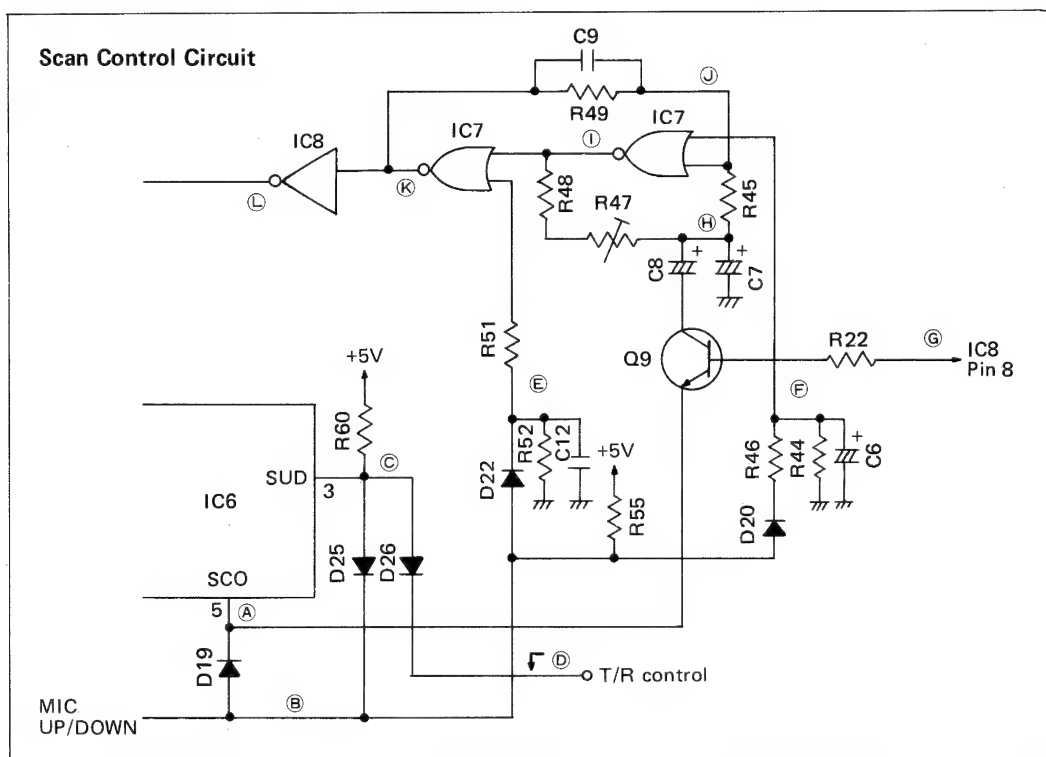 Scan Control Circuit
C9
Ⓙ
R49
IC8
IC7
Ⓘ
IC7
Ⓚ
Ⓛ
R48
R47
Ⓗ
R45
C8
+
+
C7
R51
Q9
R22
Ⓖ
IC8
Pin 8
+5V
R60
Ⓔ
Ⓕ
Ⓒ
R52
C12
+5V
D22
R55
R46
R44
+
C6
D20
SUD
3
IC6
D25
D26
SCO
5
Ⓐ
D19
Ⓓ
T/R control
MIC
UP/DOWN
Ⓑ